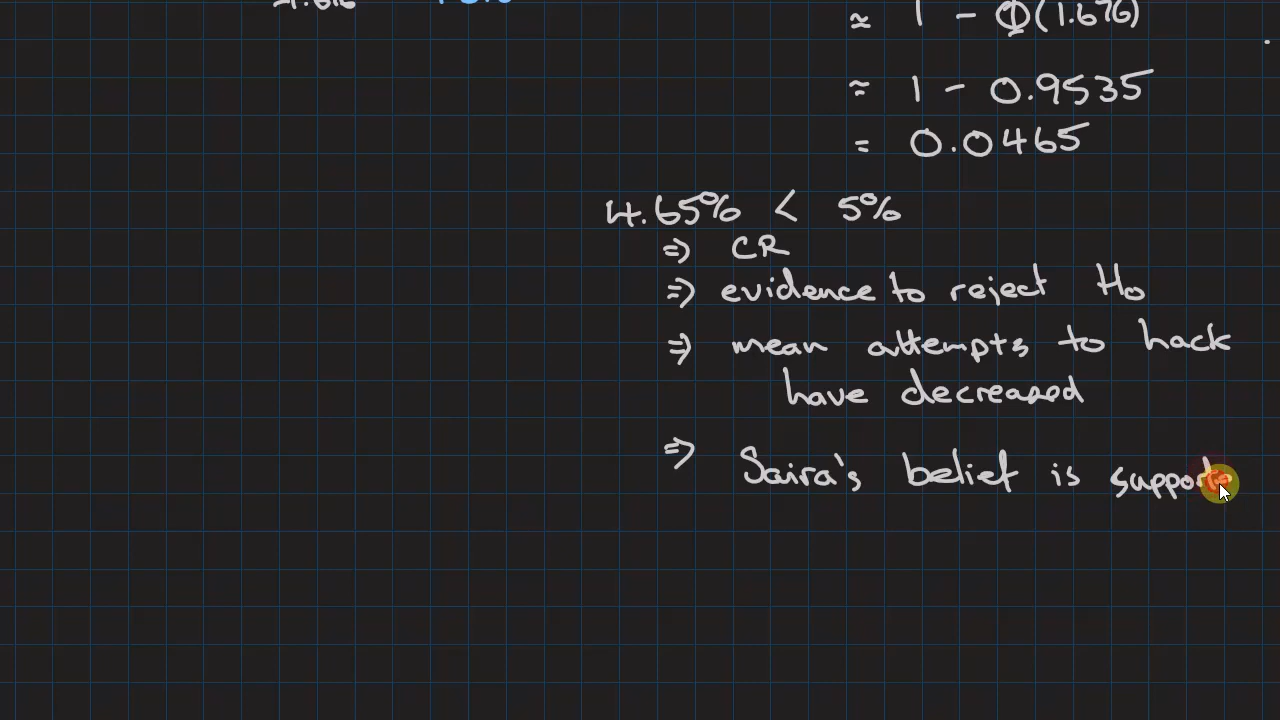 ≈ 1 - Φ(1.676)
≈ 1 - 0.9535
= 0.0465
4.65% < 5%
⇒ CR
⇒ evidence to reject H₀
⇒ mean attempts to hack
have decreased
⇒ Saira's belief is supporte